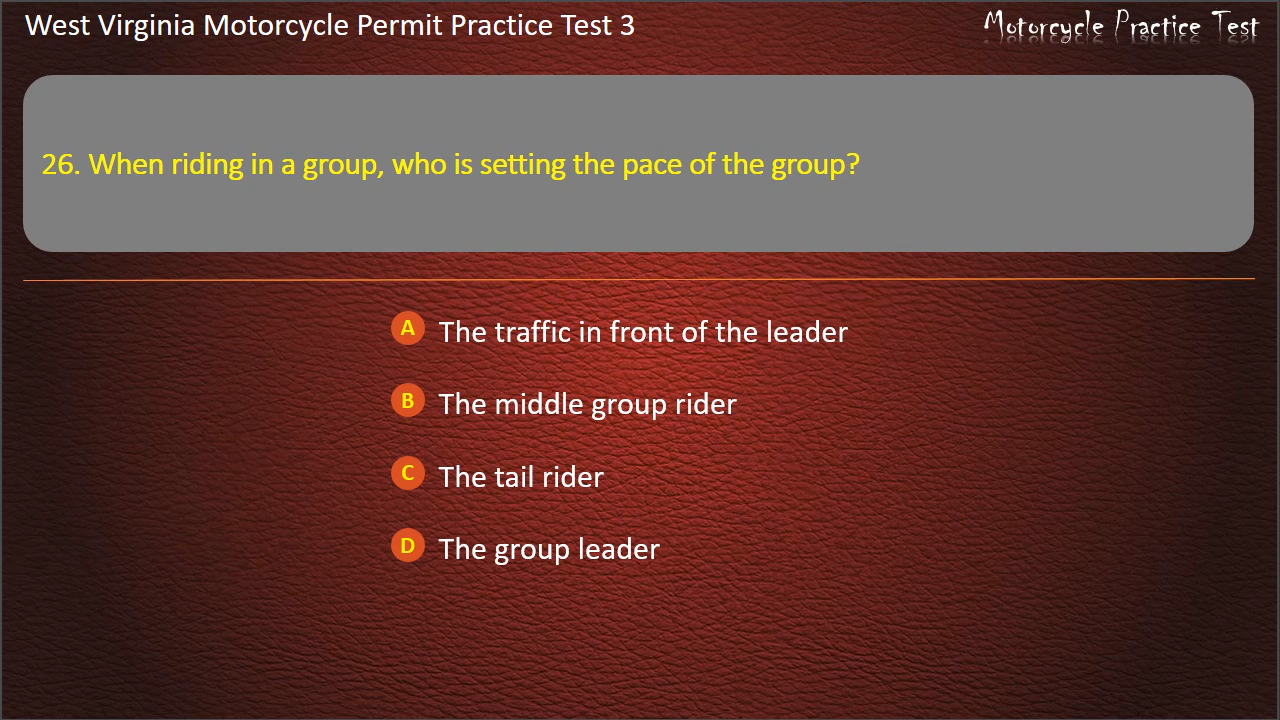 West Virginia Motorcycle Permit Practice Test 3
Motorcycle Practice Test
26. When riding in a group, who is setting the pace of the group?
A The traffic in front of the leader
B The middle group rider
C The tail rider
D The group leader